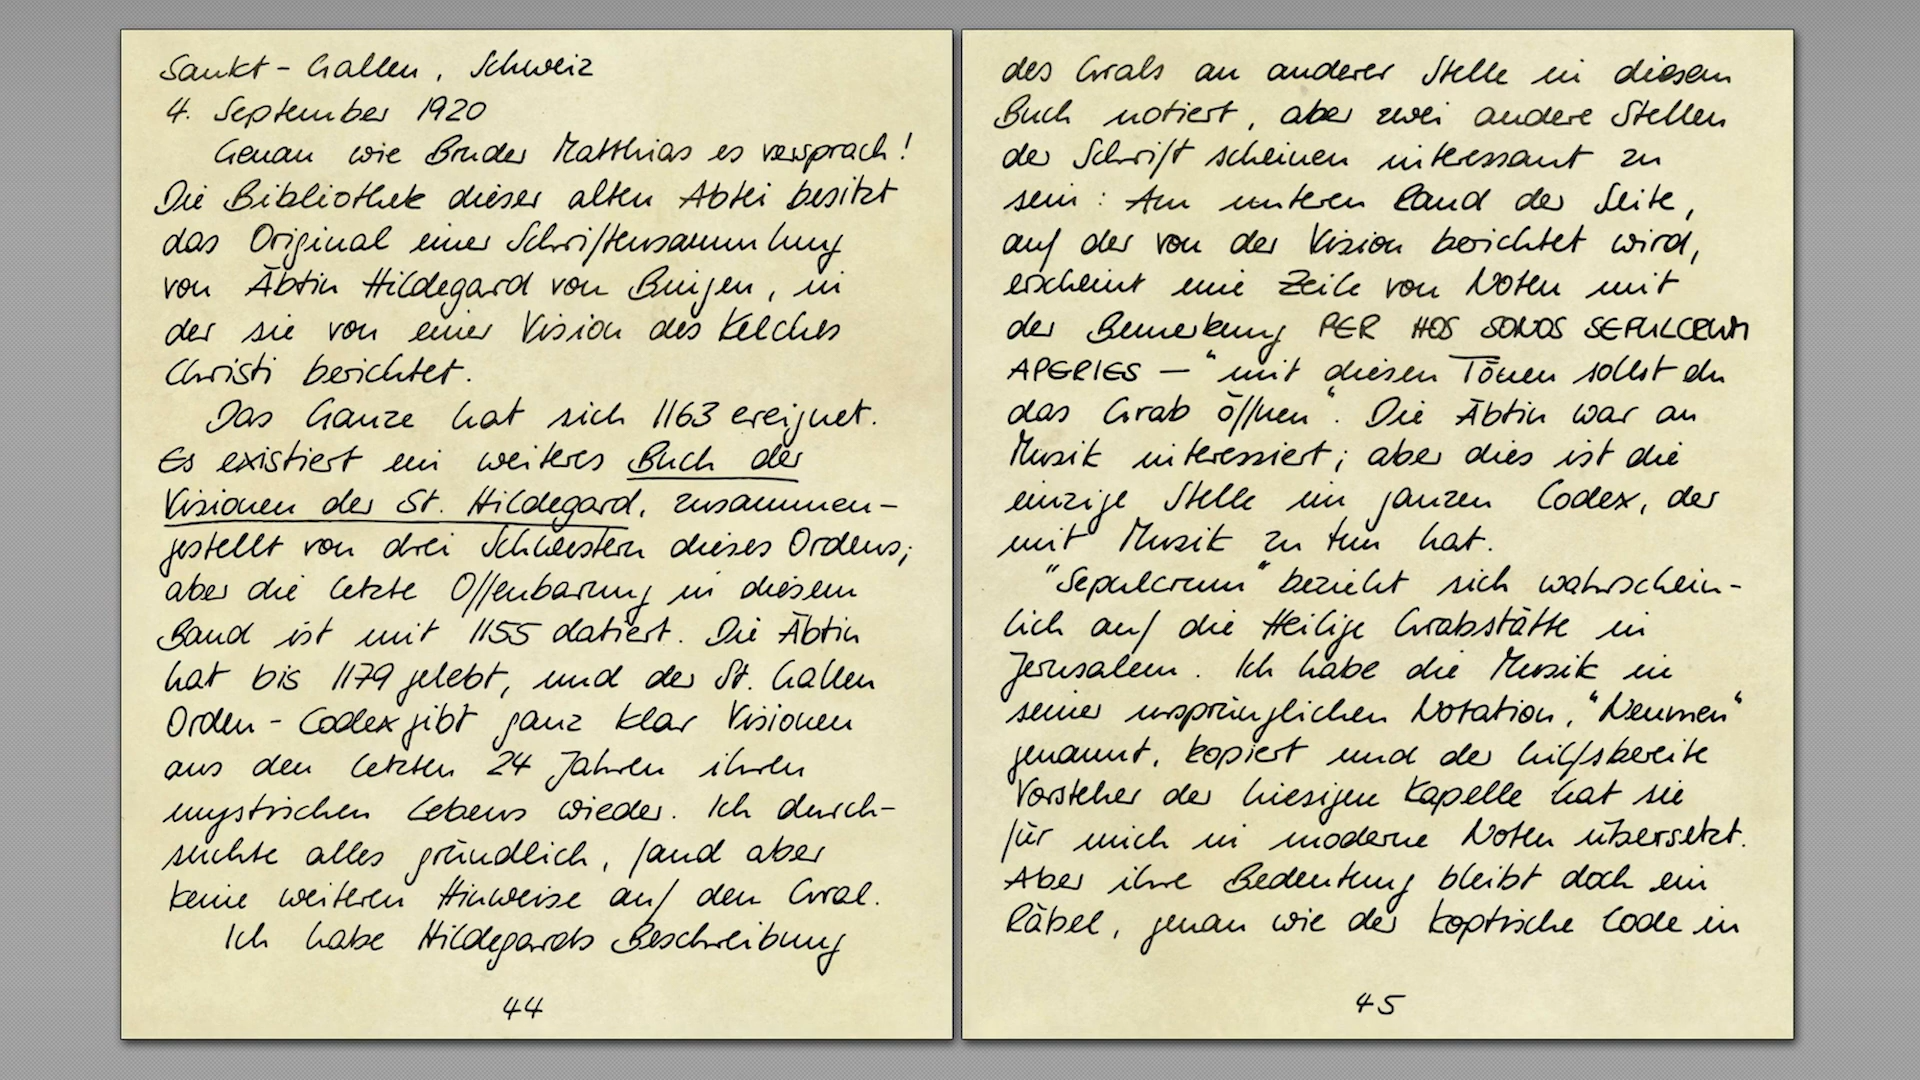 Sankt-Gallen, Schweiz
4. September 1920
Genau wie Bruder Matthias es versprach!
Die Bibliothek dieser alten Abtei besitzt
das Original einer Schriftensammlung
von Äbtin Hildegard von Bingen, in
der sie von einer Vision des Kelches
Christi berichtet.
Das Ganze hat sich 1163 ereignet.
Es existiert ein weiteres Buch der
Visionen der St. Hildegard, zusammen-
gestellt von drei Schwestern dieses Ordens;
aber die letzte Offenbarung in diesem
Band ist mit 1155 datiert. Die Äbtin
hat bis 1179 gelebt, und der St. Gallen
Orden-Codex gibt ganz klar Visionen
aus den letzten 24 Jahren ihren
mystischen Lebens wieder. Ich durch-
suchte alles gründlich, fand aber
keine weiteren Hinweise auf den Gral.
Ich habe Hildegards Beschreibung
44
des Grals an anderer Stelle in diesem
Buch notiert, aber zwei andere Stellen
der Schrift scheinen interessant zu
sein: Am unteren Rand der Seite,
auf der von der Vision berichtet wird,
erscheint eine Zeile von Noten mit
der Bemerkung PER HOS SONOS SEPULCRUM
APERIES — "mit diesen Tönen sollst du
das Grab öffnen". Die Äbtin war an
Musik interessiert; aber dies ist die
einzige Stelle im ganzen Codex, der
mit Musik zu tun hat.
"Sepulcrum" bezieht sich wahrschein-
lich auf die Heilige Grabstätte in
Jerusalem. Ich habe die Musik in
seiner ursprünglichen Notation, "Neumen"
genannt, kopiert und der hilfsbereite
Vorsteher der hiesigen Kapelle hat sie
für mich in moderne Noten übersetzt.
Aber ihre Bedeutung bleibt doch ein
Rätsel, genau wie der koptische Code in
45